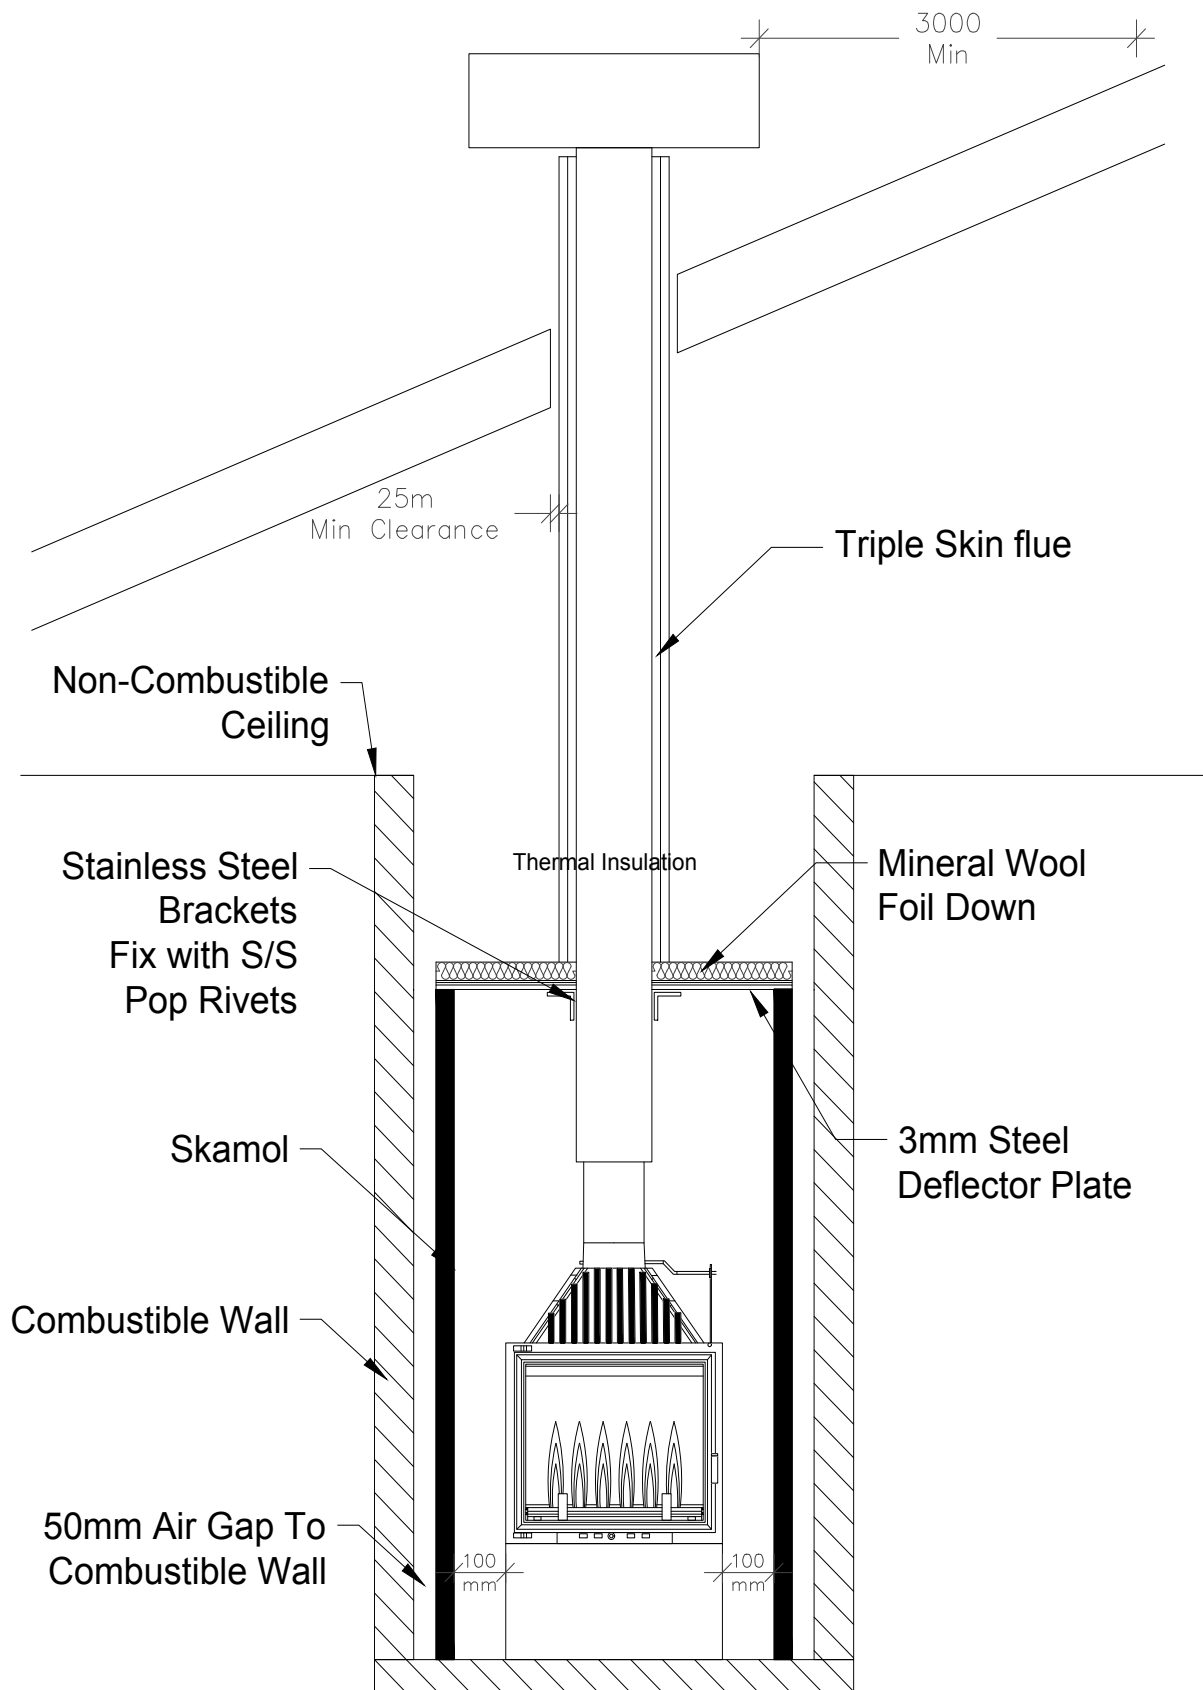 3000
Min
25m
Min Clearance
Triple Skin flue
Non-Combustible
Ceiling
Stainless Steel
Brackets
Fix with S/S
Pop Rivets
Thermal Insulation
Mineral Wool
Foil Down
Skamol
3mm Steel
Deflector Plate
Combustible Wall
50mm Air Gap To
Combustible Wall
100
mm
100
mm